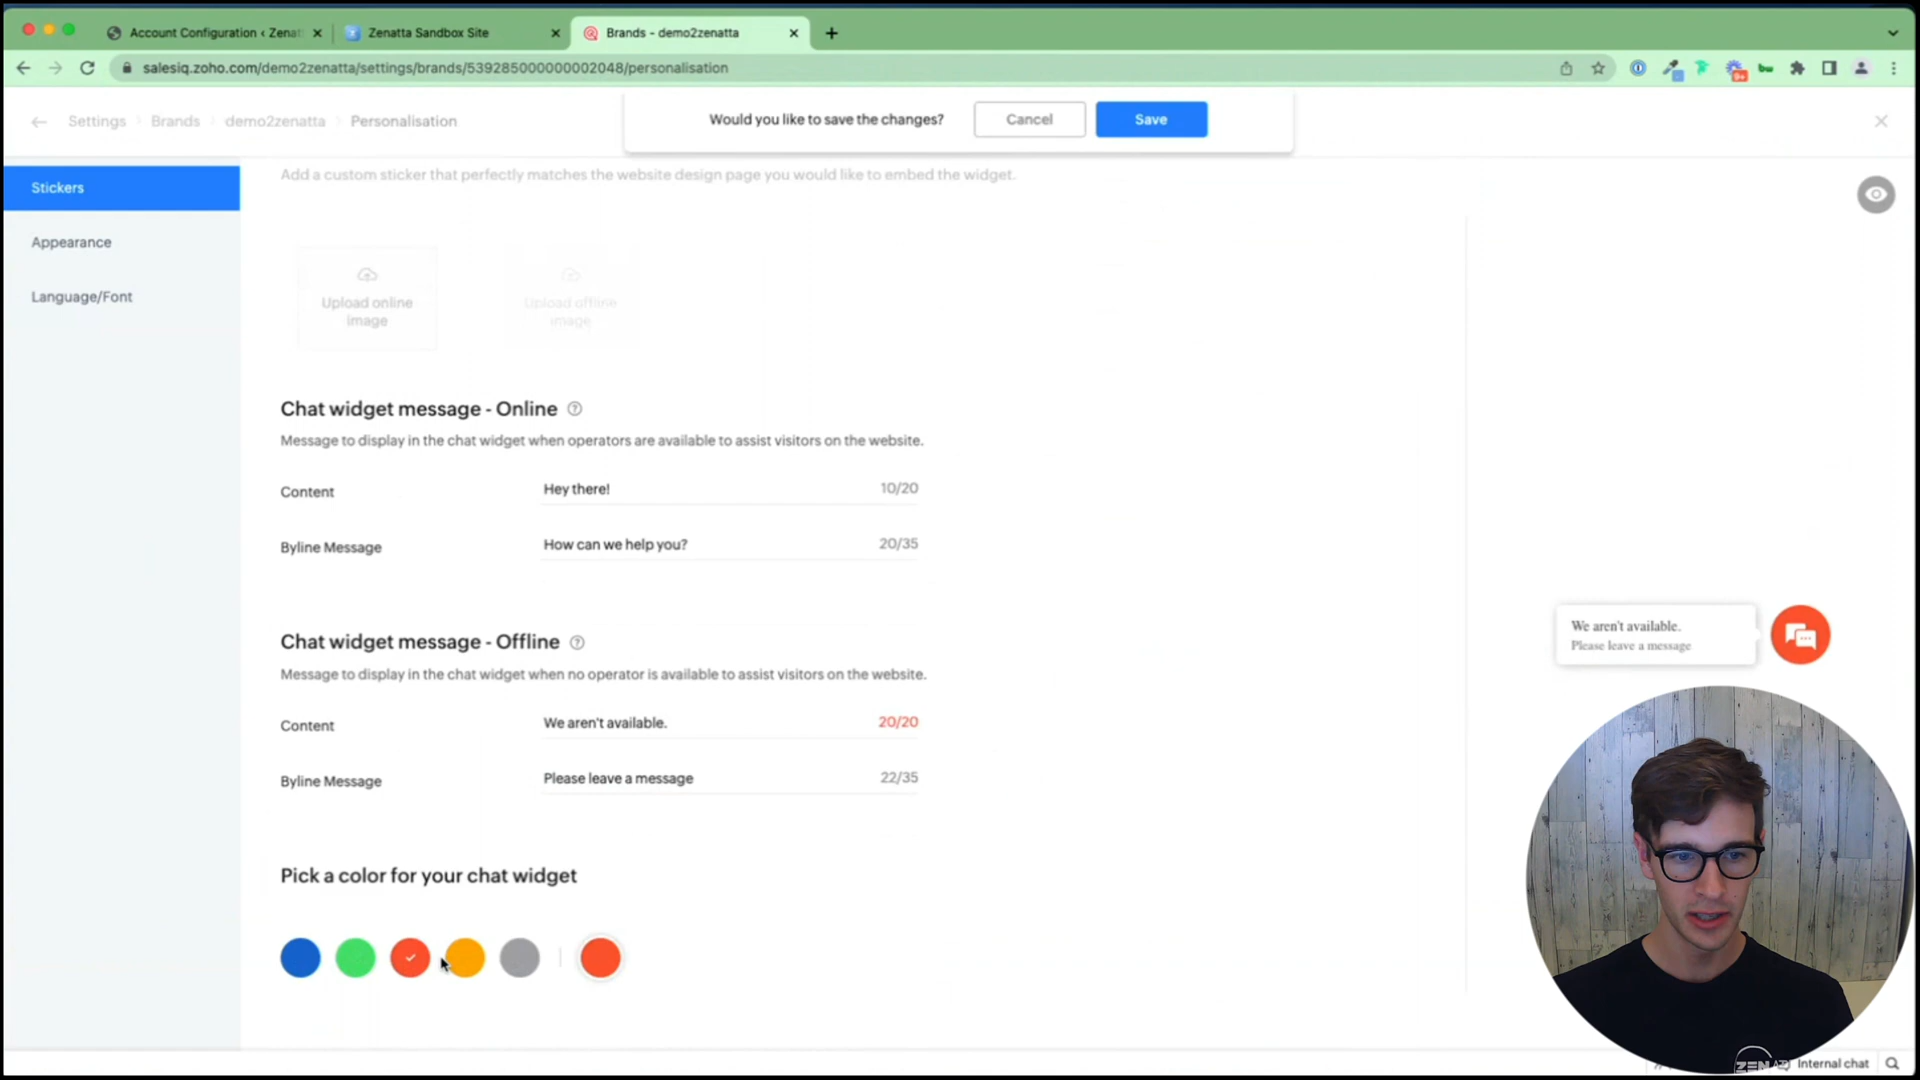 Account Configuration < Zenat
Zenatta Sandbox Site
Brands - demo2zenatta
salesiq.zoho.com/demo2zenatta/settings/brands/539285000000002048/personalisation
Settings
Brands
demo2zenatta
Personalisation
Would you like to save the changes?
Cancel
Save
Stickers
Appearance
Language/Font
Add a custom sticker that perfectly matches the website design page you would like to embed the widget.
Upload online
image
Upload offline
image
Chat widget message - Online
Message to display in the chat widget when operators are available to assist visitors on the website.
Content
Hey there!
10/20
Byline Message
How can we help you?
20/35
Chat widget message - Offline
Message to display in the chat widget when no operator is available to assist visitors on the website.
Content
We aren't available.
20/20
Byline Message
Please leave a message
22/35
We aren't available.
Please leave a message
Pick a color for your chat widget
Internal chat